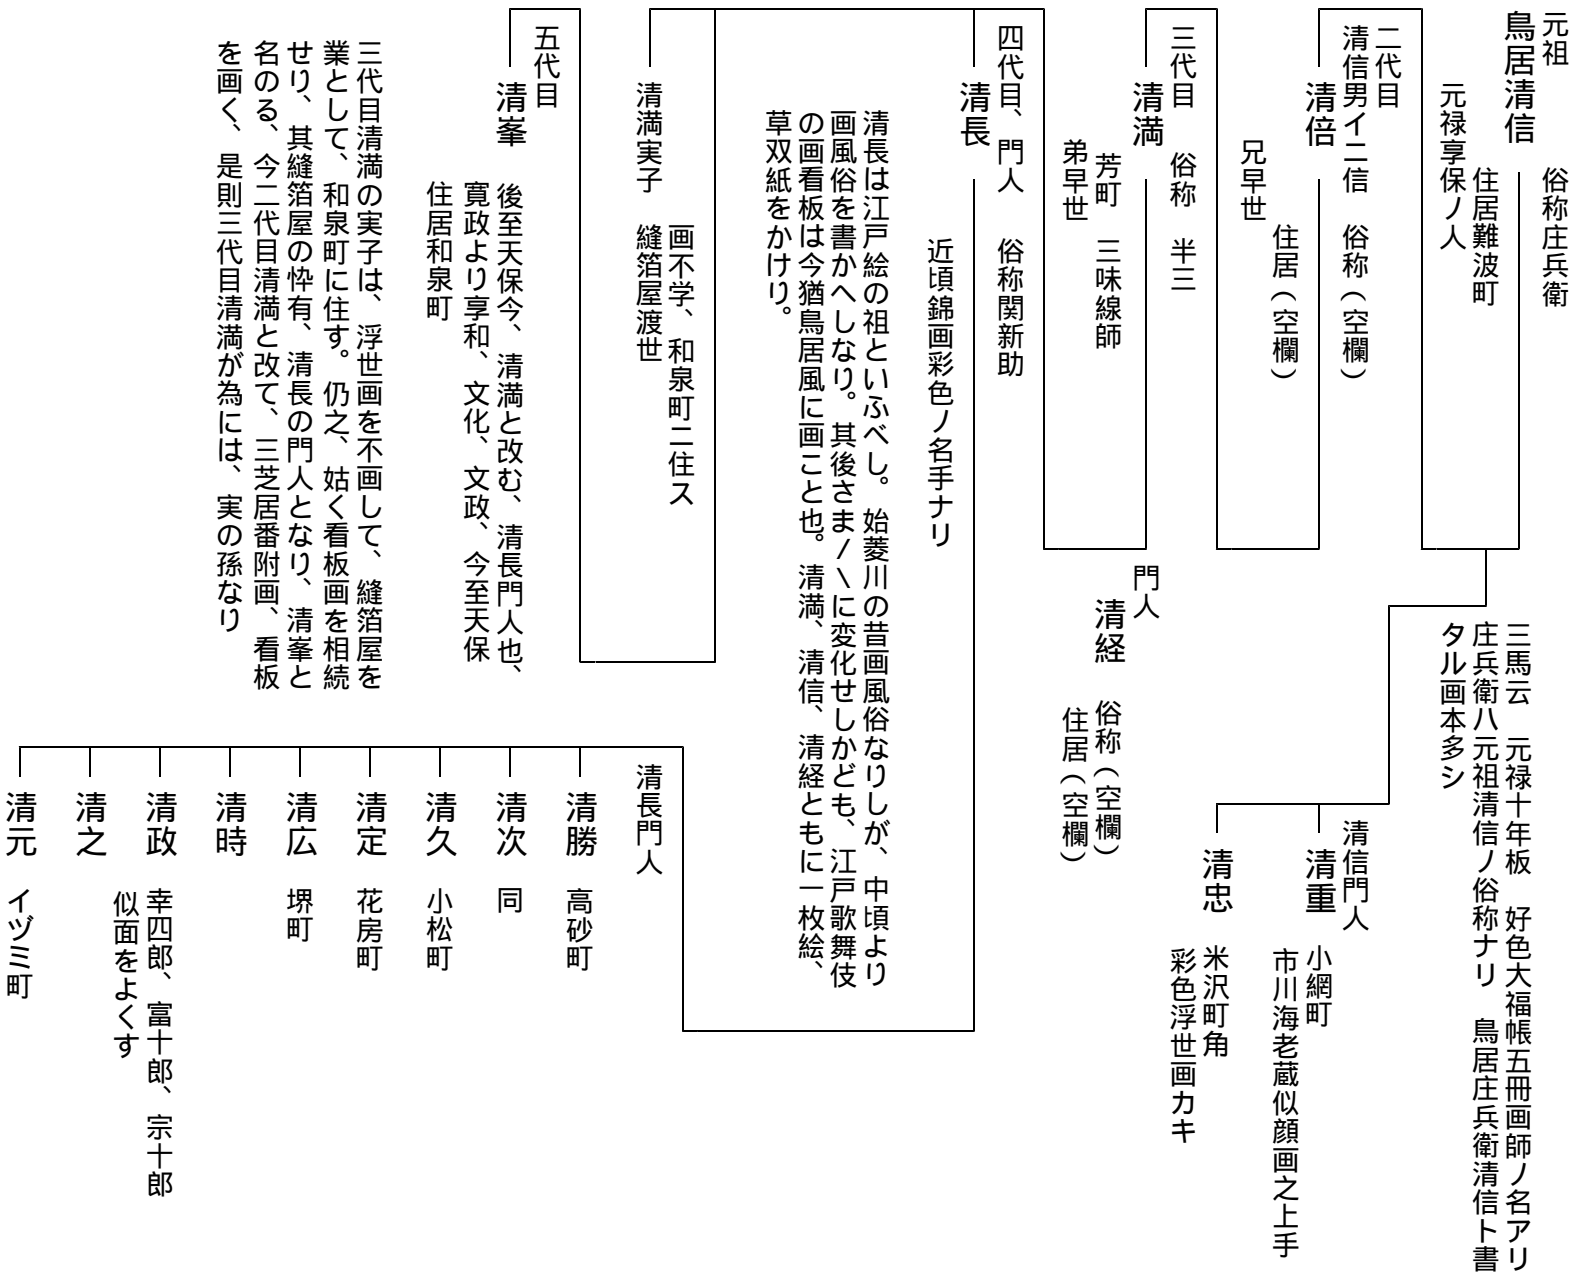 元祖
鳥居清信　俗称庄兵衛
住居難波町
元禄享保ノ人
三馬云　元禄十年板　好色大福帳五冊画師ノ名アリ
庄兵衛ハ元祖清信ノ俗称ナリ　鳥居庄兵衛清信ト書
タル画本多シ
二代目
清信男イニ信　俗称（空欄）
清倍
住居（空欄）
兄早世
清信門人
清重　小網町
市川海老蔵似顔画之上手
清忠　米沢町角
彩色浮世画カキ
三代目　俗称　半三
清満
芳町　三味線師
弟早世
門人
清経　俗称（空欄）
住居（空欄）
四代目、門人　俗称関新助
清長
近頃錦画彩色ノ名手ナリ
清長は江戸絵の祖といふべし。始菱川の昔画風俗なりしが、中頃より
画風俗を書かへしなり。其後さま／＼に変化せしかども、江戸歌舞伎
の画看板は今猶鳥居風に画こと也。清満、清信、清経ともに一枚絵、
草双紙をかけり。
清満実子　画不学、和泉町ニ住ス
縫箔屋渡世
清長門人
清勝　高砂町
清次　同
清久　小松町
清定　花房町
清広　堺町
清時
清政　幸四郎、富十郎、宗十郎
似面をよくす
清之
清元　イヅミ町
五代目
清峯　後至天保今、清満と改む、清長門人也、
寛政より享和、文化、文政、今至天保
住居和泉町
三代目清満の実子は、浮世画を不画して、縫箔屋を
業として、和泉町に住す。仍之、姑く看板画を相続
せり、其縫箔屋の忰有、清長の門人となり、清峯と
名のる、今二代目清満と改て、三芝居番附画、看板
を画く、是則三代目清満が為には、実の孫なり